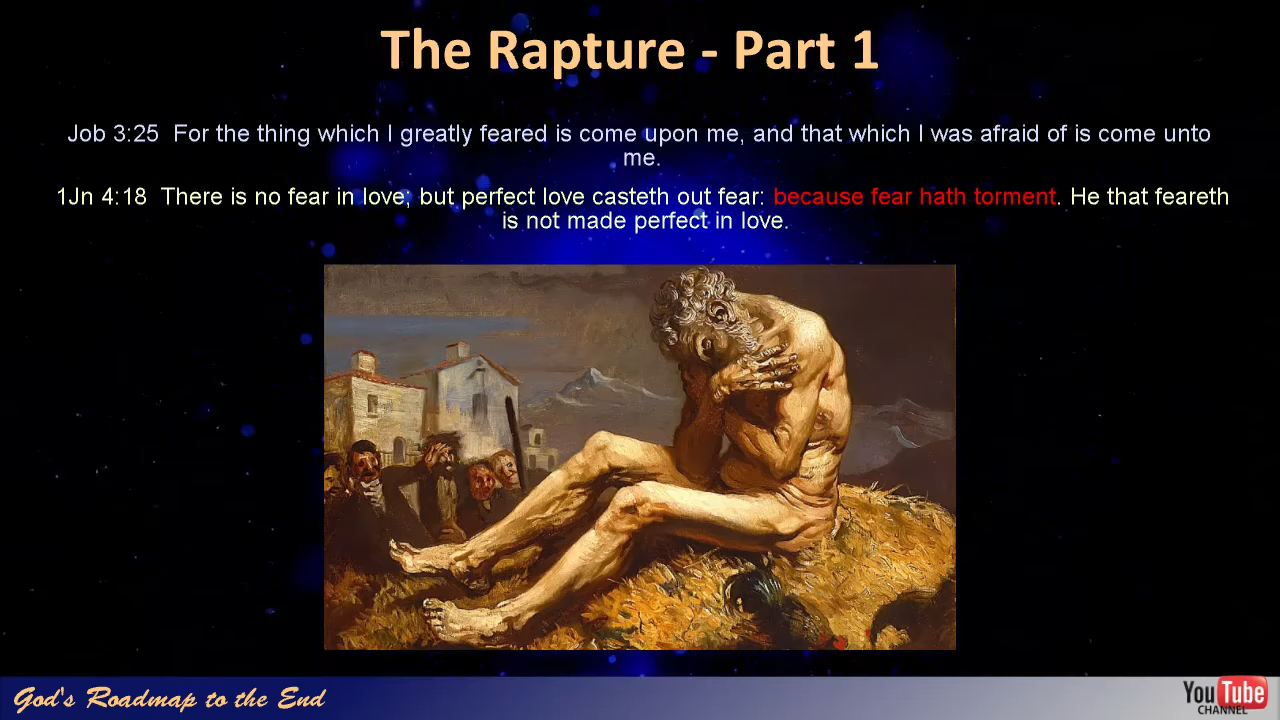 The Rapture - Part 1
Job 3:25  For the thing which I greatly feared is come upon me, and that which I was afraid of is come unto
me.
1Jn 4:18  There is no fear in love; but perfect love casteth out fear: because fear hath torment. He that feareth
is not made perfect in love.
God's Roadmap to the End
YouTube
CHANNEL